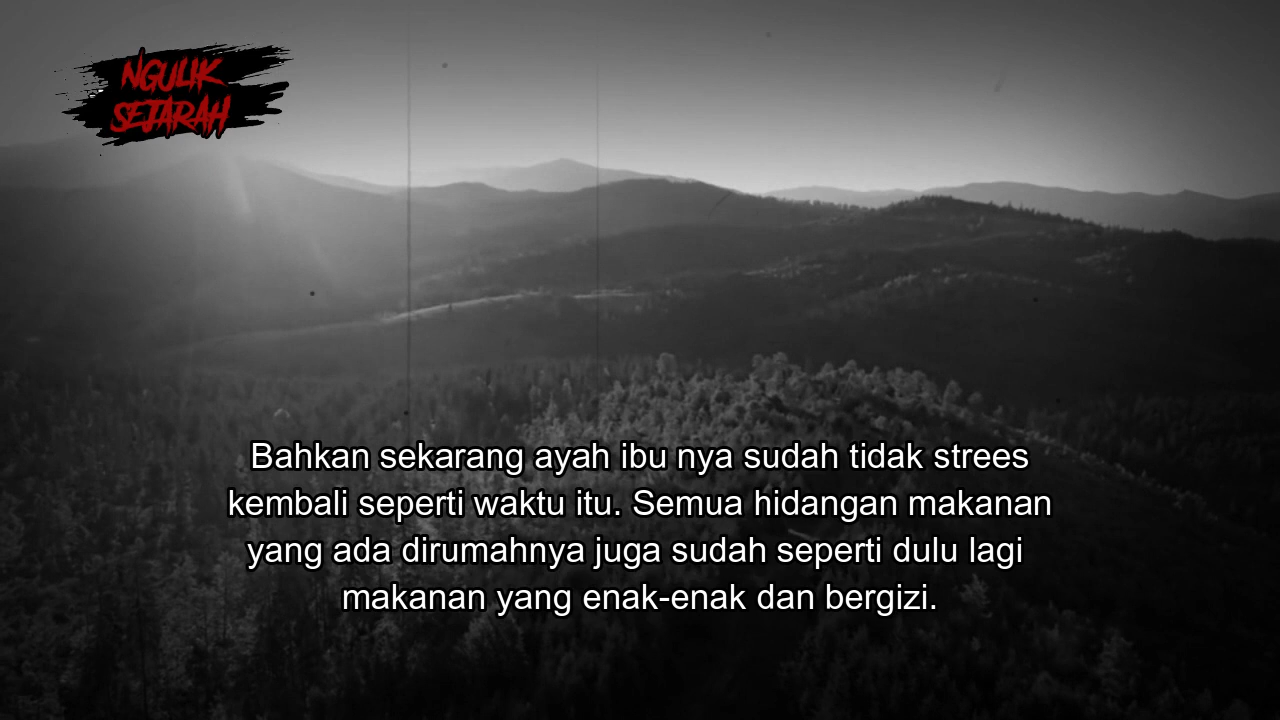 NGULIK
SEJARAH
Bahkan sekarang ayah ibu nya sudah tidak strees
kembali seperti waktu itu. Semua hidangan makanan
yang ada dirumahnya juga sudah seperti dulu lagi
makanan yang enak-enak dan bergizi.